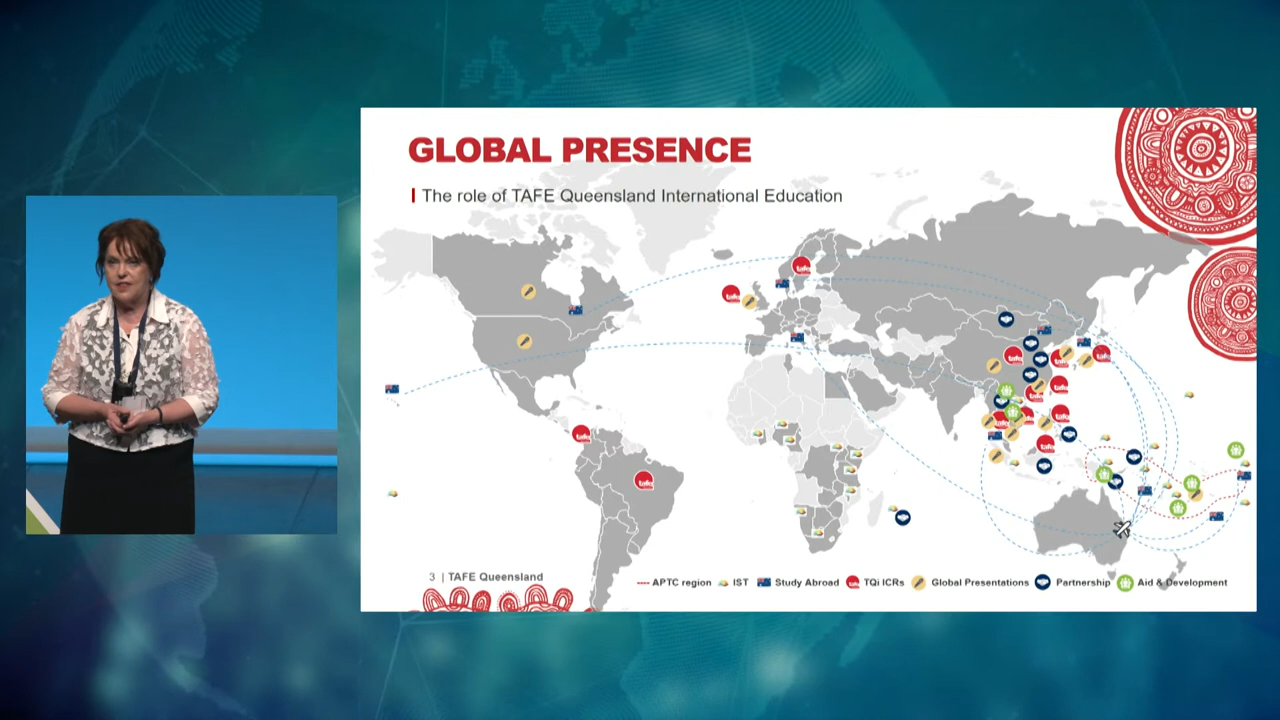 GLOBAL PRESENCE
The role of TAFE Queensland International Education
3 | TAFE Queensland
APTC region IST Study Abroad TQi ICRs Global Presentations Partnership Aid & Development